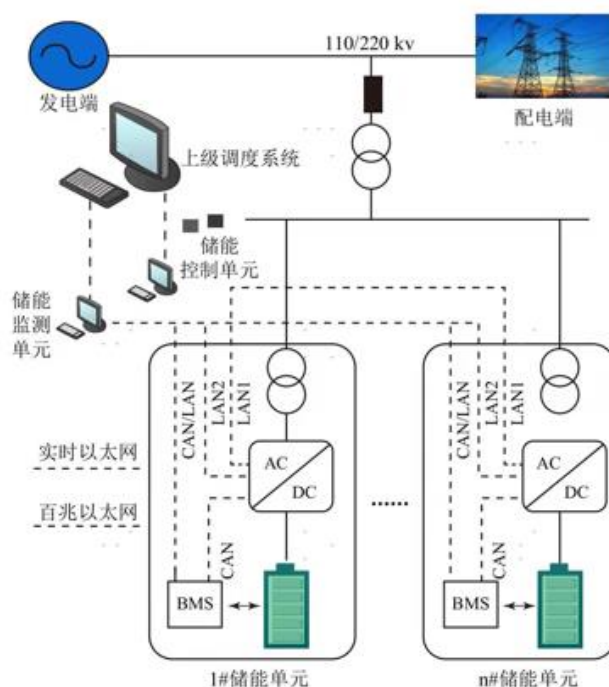 110/220 kv
发电端
配电端
上级调度系统
储能
控制单元
储能
监测
单元
CAN/LAN
LAN2
LAN1
CAN/LAN
LAN2
LAN1
实时以太网
AC
DC
AC
DC
百兆以太网
......
CAN
CAN
BMS
BMS
1#储能单元
n#储能单元